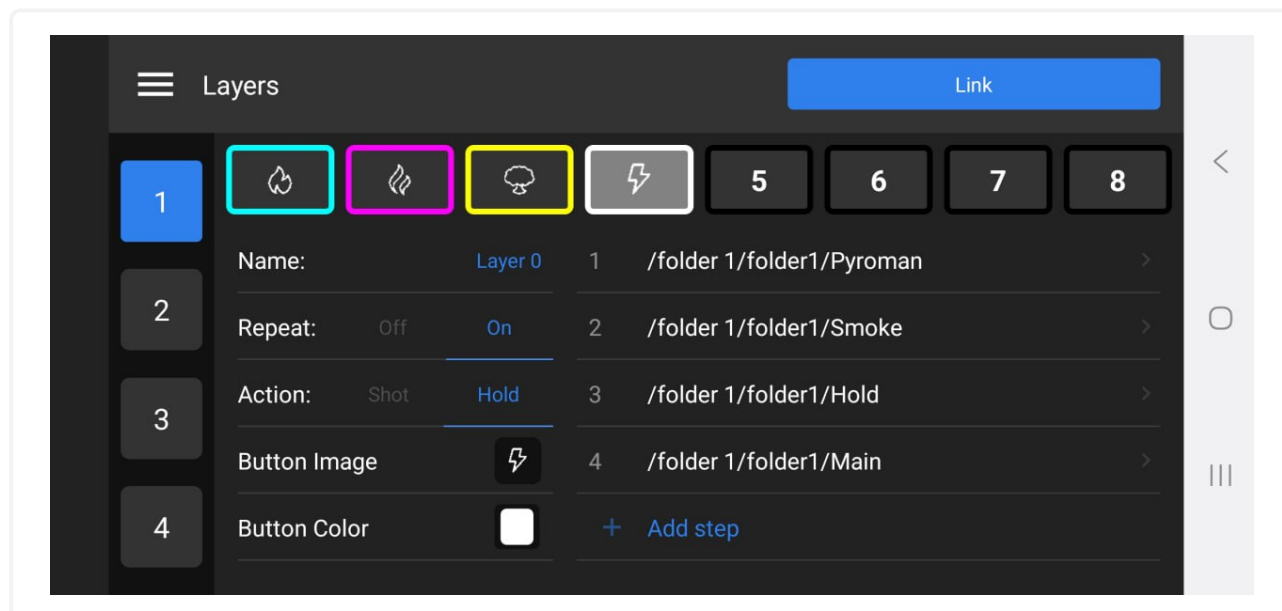 Layers
Link
1
5 6 7 8
Name: Layer 0
1 /folder 1/folder1/Pyroman
2
Repeat: Off On
2 /folder 1/folder1/Smoke
3
Action: Shot Hold
3 /folder 1/folder1/Hold
Button Image
4 /folder 1/folder1/Main
4
Button Color
+ Add step